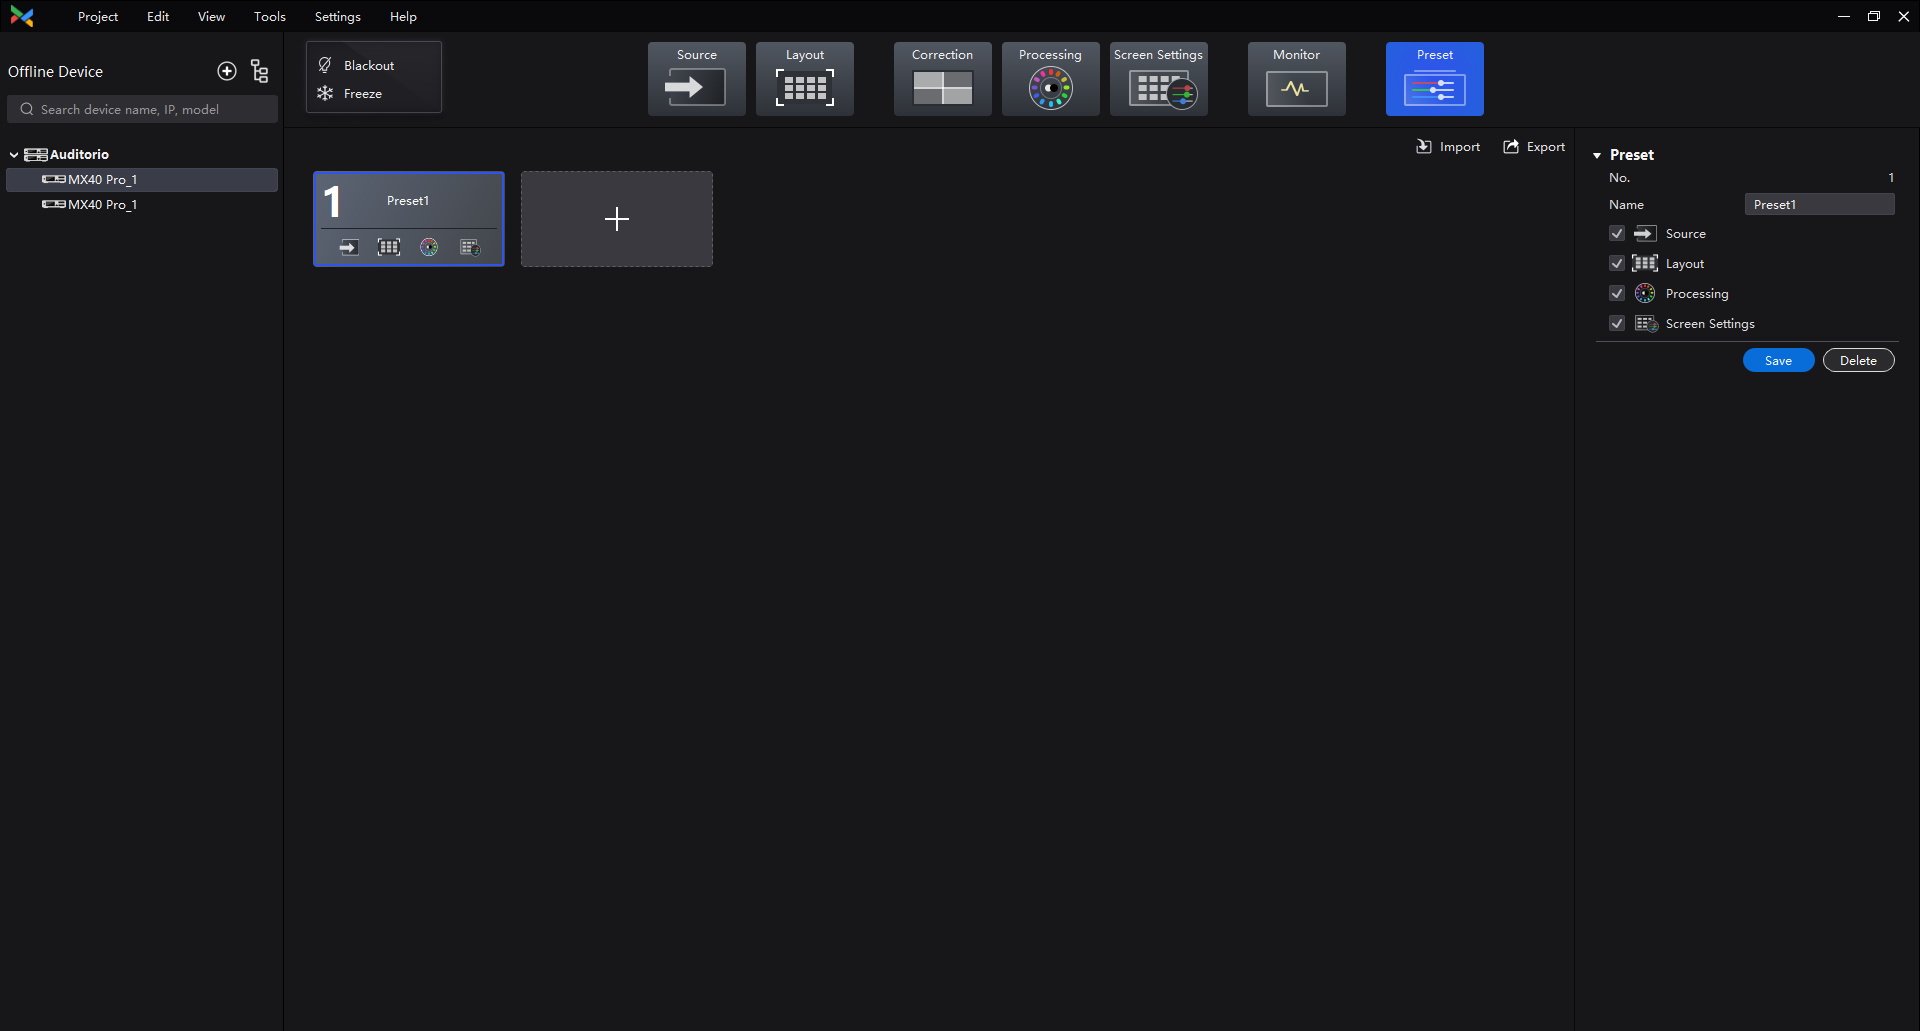 Project Edit View Tools Settings Help
Offline Device
Search device name, IP, model
Auditorio
MX40 Pro_1
MX40 Pro_1
Blackout
Freeze
Source Layout Correction Processing Screen Settings Monitor Preset
Import Export
1 Preset1
Preset
No. 1
Name Preset1
Source
Layout
Processing
Screen Settings
Save Delete